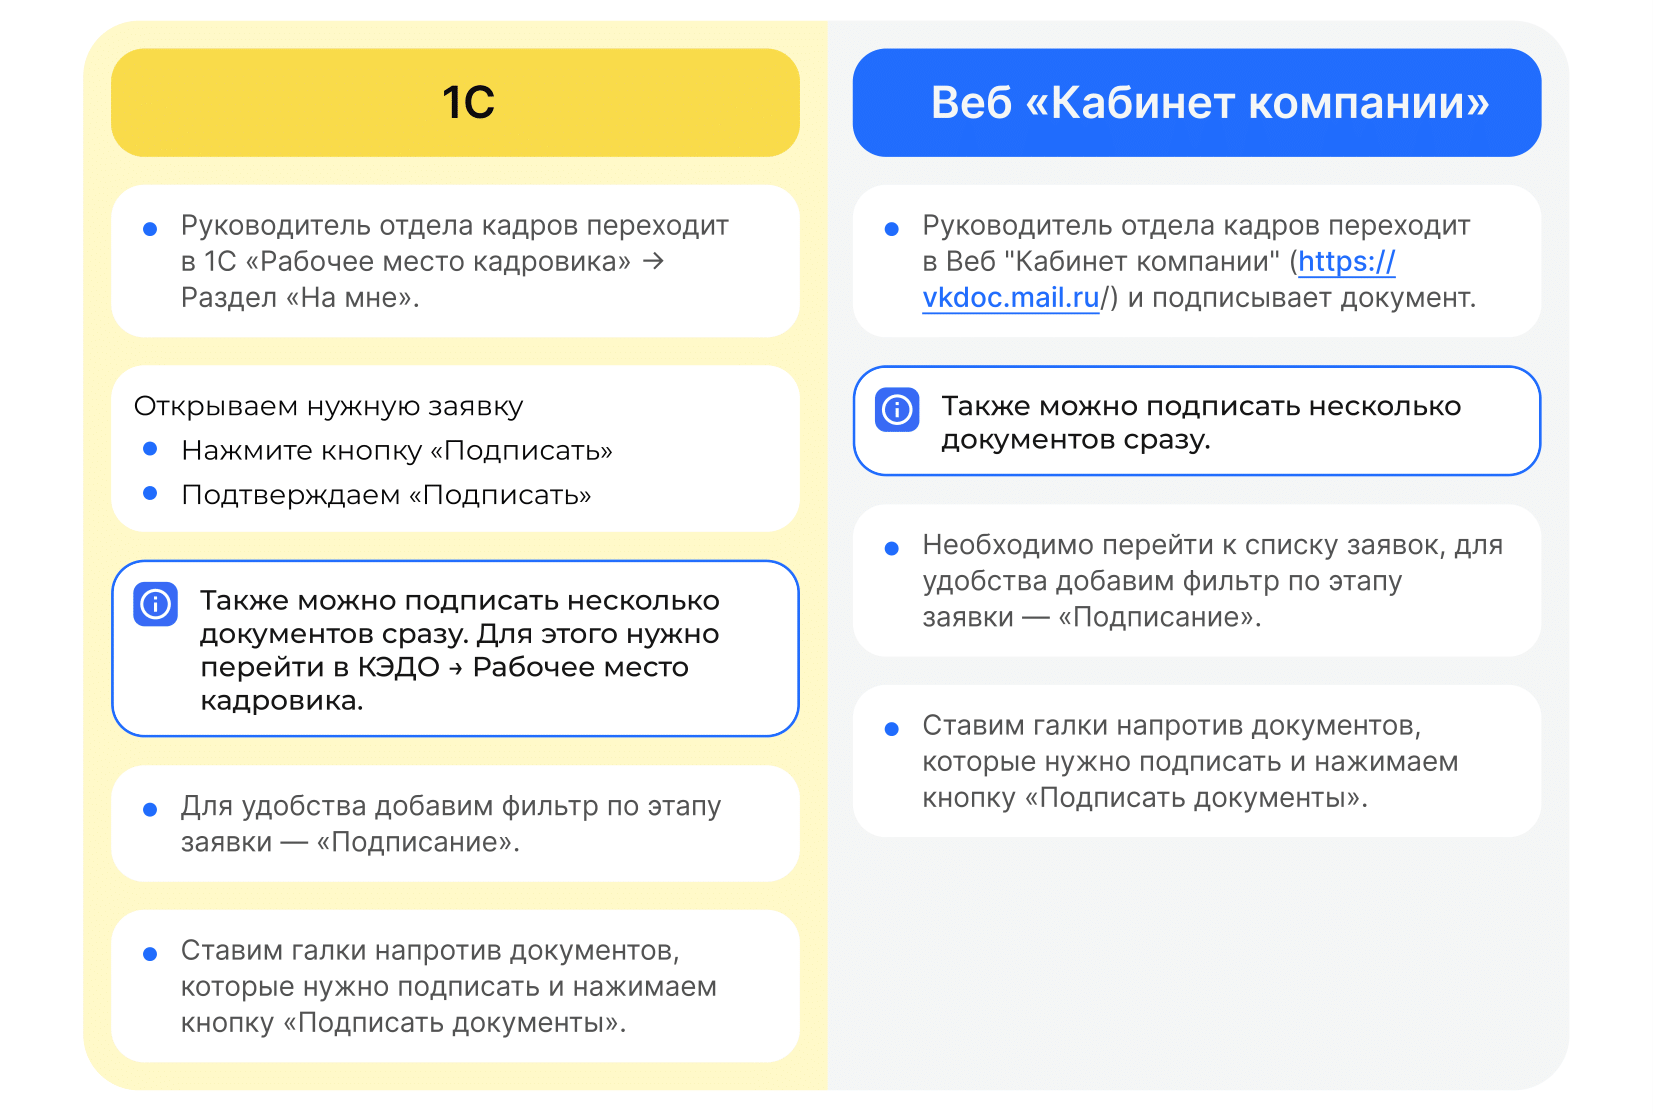 1С
Руководитель отдела кадров переходит
в 1С «Рабочее место кадровика» →
Раздел «На мне».
Открываем нужную заявку
Нажмите кнопку «Подписать»
Подтверждаем «Подписать»
Также можно подписать несколько
документов сразу. Для этого нужно
перейти в КЭДО → Рабочее место
кадровика.
Для удобства добавим фильтр по этапу
заявки — «Подписание».
Ставим галки напротив документов,
которые нужно подписать и нажимаем
кнопку «Подписать документы».
Веб «Кабинет компании»
Руководитель отдела кадров переходит
в Веб "Кабинет компании" (https://
vkdoc.mail.ru/) и подписывает документ.
Также можно подписать несколько
документов сразу.
Необходимо перейти к списку заявок, для
удобства добавим фильтр по этапу
заявки — «Подписание».
Ставим галки напротив документов,
которые нужно подписать и нажимаем
кнопку «Подписать документы».